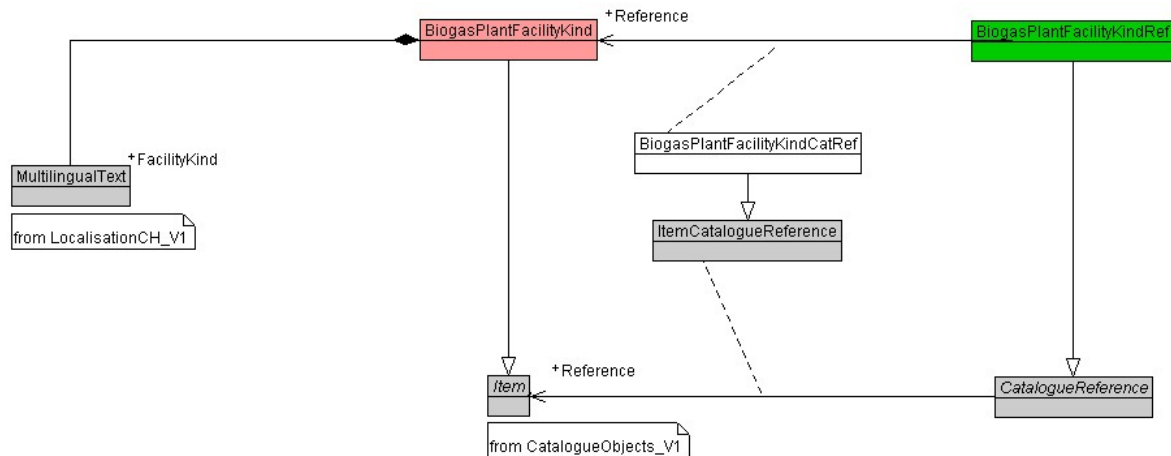 +Reference
BiogasPlantFacilityKind
BiogasPlantFacilityKindRef
BiogasPlantFacilityKindCatRef
+FacilityKind
MultilingualText
from LocalisationCH_V1
ItemCatalogueReference
+Reference
Item
CatalogueReference
from CatalogueObjects_V1